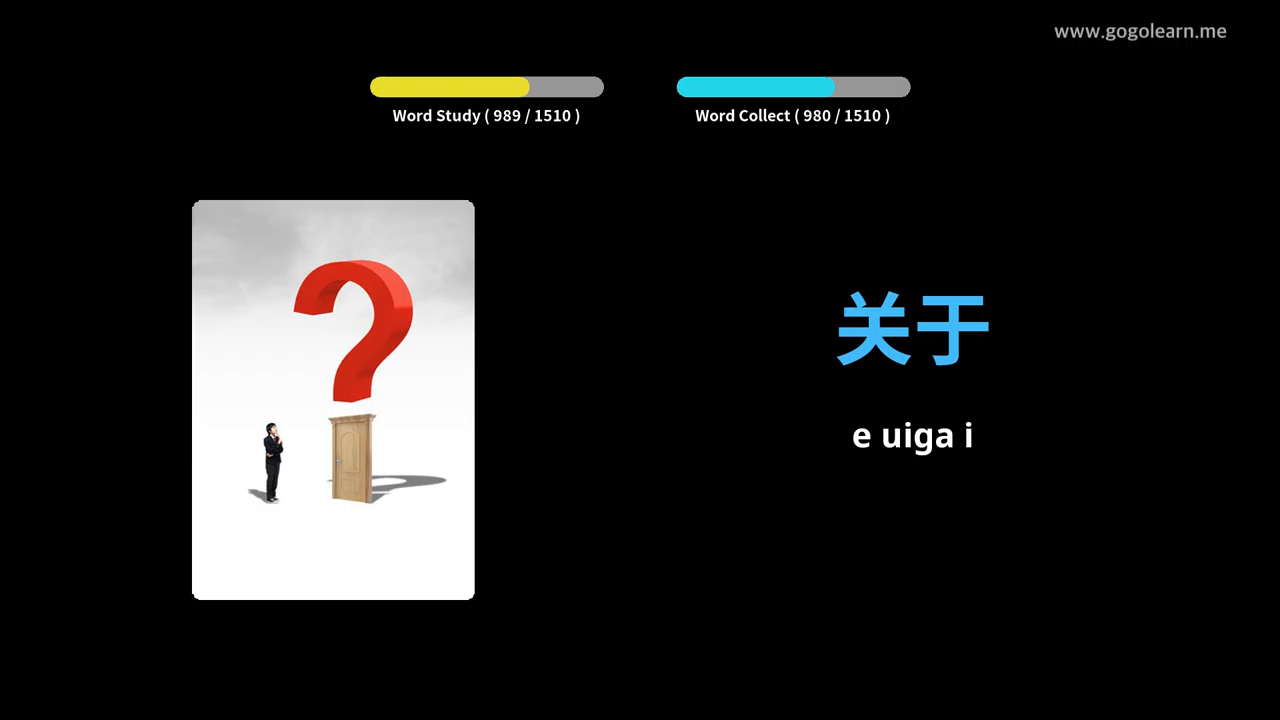 www.gogolearn.me
Word Study ( 989 / 1510 )
Word Collect ( 980 / 1510 )
关于
e uiga i